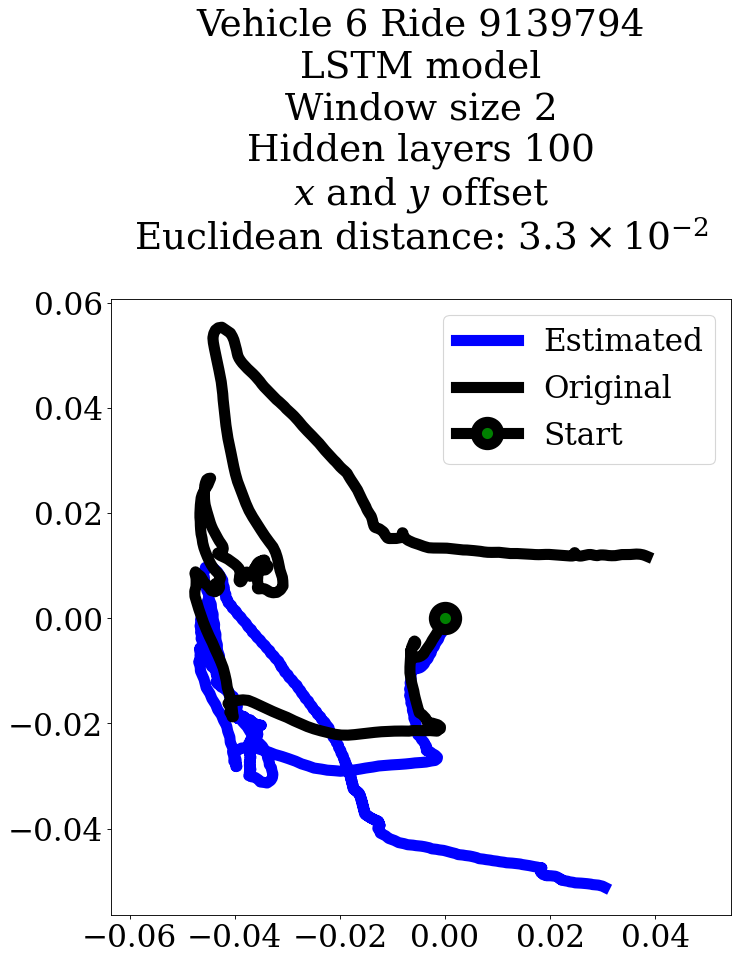 Vehicle 6 Ride 9139794
LSTM model
Window size 2
Hidden layers 100
x and y offset
Euclidean distance: 3.3 × 10⁻²
Estimated
Original
Start
0.06
0.04
0.02
0.00
−0.02
−0.04
−0.06 −0.04 −0.02 0.00 0.02 0.04